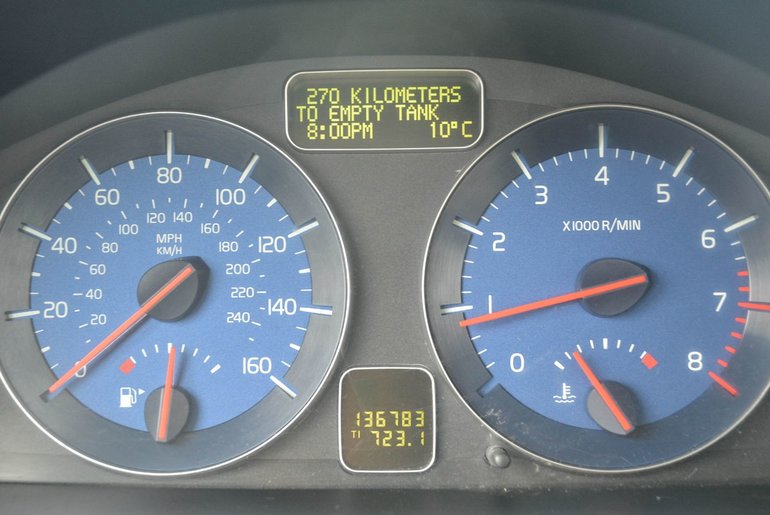 270 KILOMETERS
TO EMPTY TANK
8:00PM 10°C
0 20 40 60 80 100 120 140 160
20 40 60 80 100 120 140 160 180 200 220 240
MPH
KM/H
0 1 2 3 4 5 6 7 8
X1000 R/MIN
136783
T1 723.1